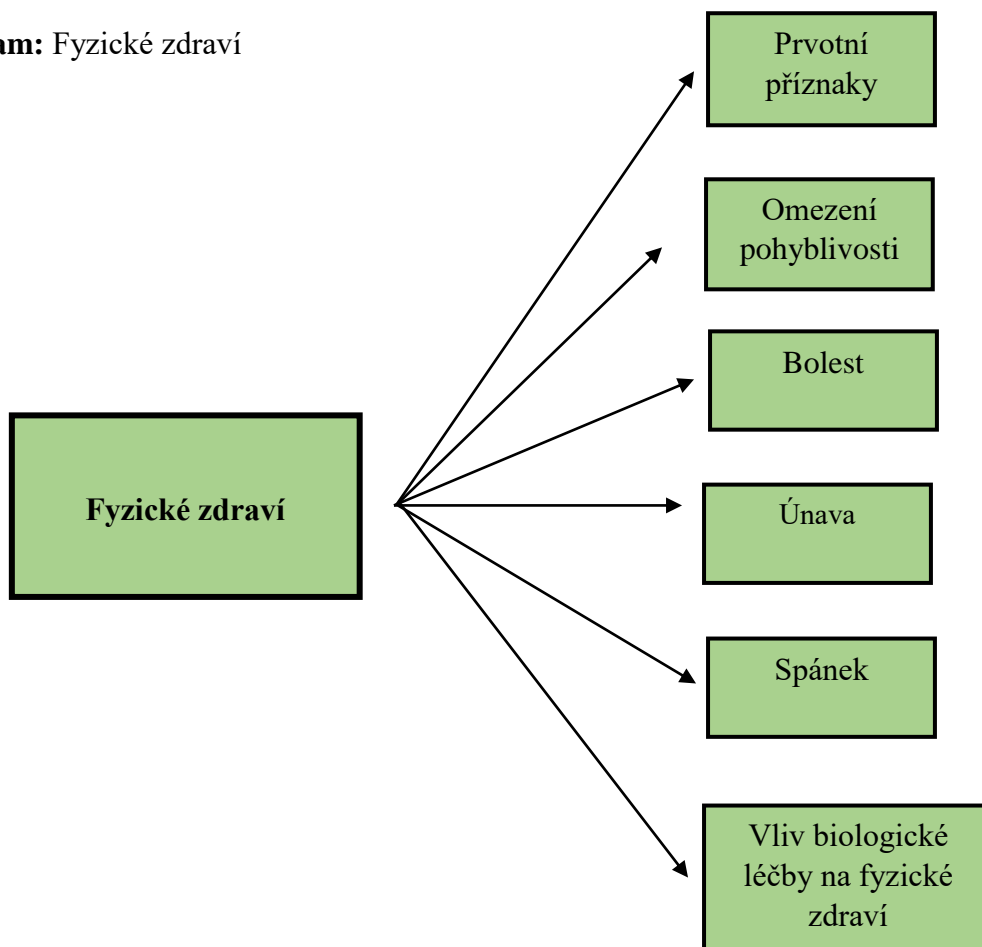 am: Fyzické zdraví
Prvotní
příznaky
Omezení
pohyblivosti
Bolest
Fyzické zdraví
Únava
Spánek
Vliv biologické
léčby na fyzické
zdraví